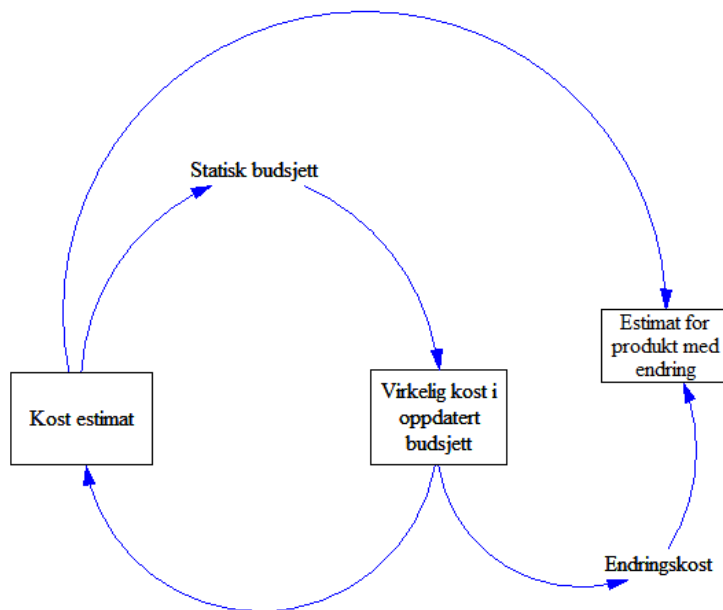 Statisk budsjett
Kost estimat
Virkelig kost i
oppdatert
budsjett
Estimat for
produkt med
endring
Endringskost